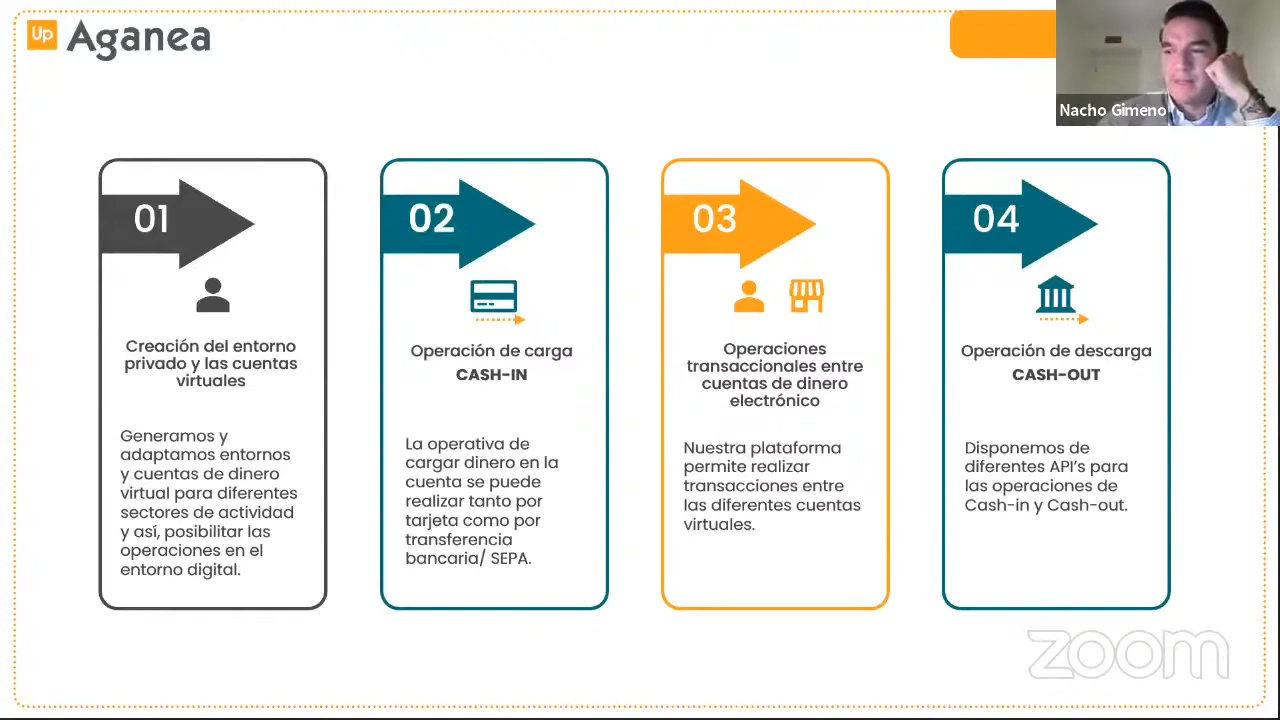 Up Aganea
Nacho Gimeno
01
Creación del entorno
privado y las cuentas
virtuales
Generamos y
adaptamos entornos
y cuentas de dinero
virtual para diferentes
sectores de actividad
y así, posibilitar las
operaciones en el
entorno digital.
02
Operación de carga
CASH-IN
La operativa de
cargar dinero en la
cuenta se puede
realizar tanto por
tarjeta como por
transferencia
bancaria/ SEPA.
03
Operaciones
transaccionales entre
cuentas de dinero
electrónico
Nuestra plataforma
permite realizar
transacciones entre
las diferentes cuentas
virtuales.
04
Operación de descarga
CASH-OUT
Disponemos de
diferentes API’s para
las operaciones de
Cash-in y Cash-out.
zoom